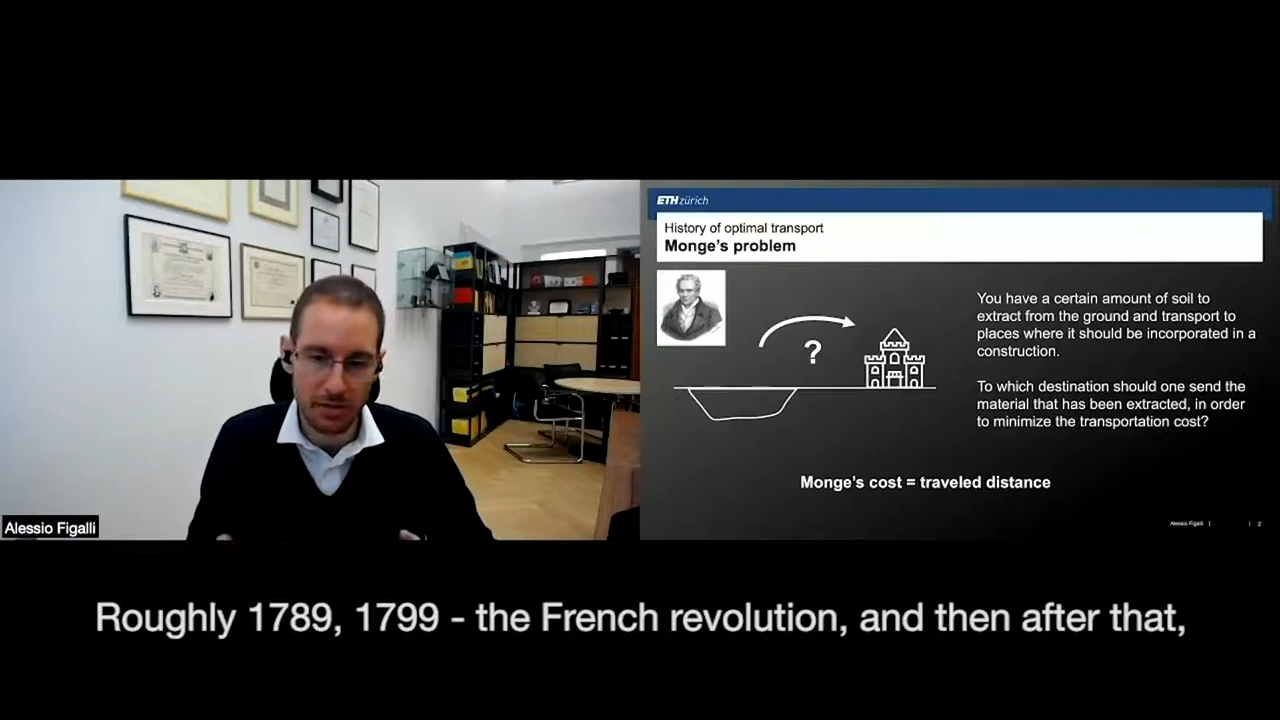 ETH zürich
History of optimal transport
Monge's problem
You have a certain amount of soil to
extract from the ground and transport to
places where it should be incorporated in a
construction.
To which destination should one send the
material that has been extracted, in order
to minimize the transportation cost?
?
Monge's cost = traveled distance
Alessio Figalli | | 2
Alessio Figalli
Roughly 1789, 1799 - the French revolution, and then after that,